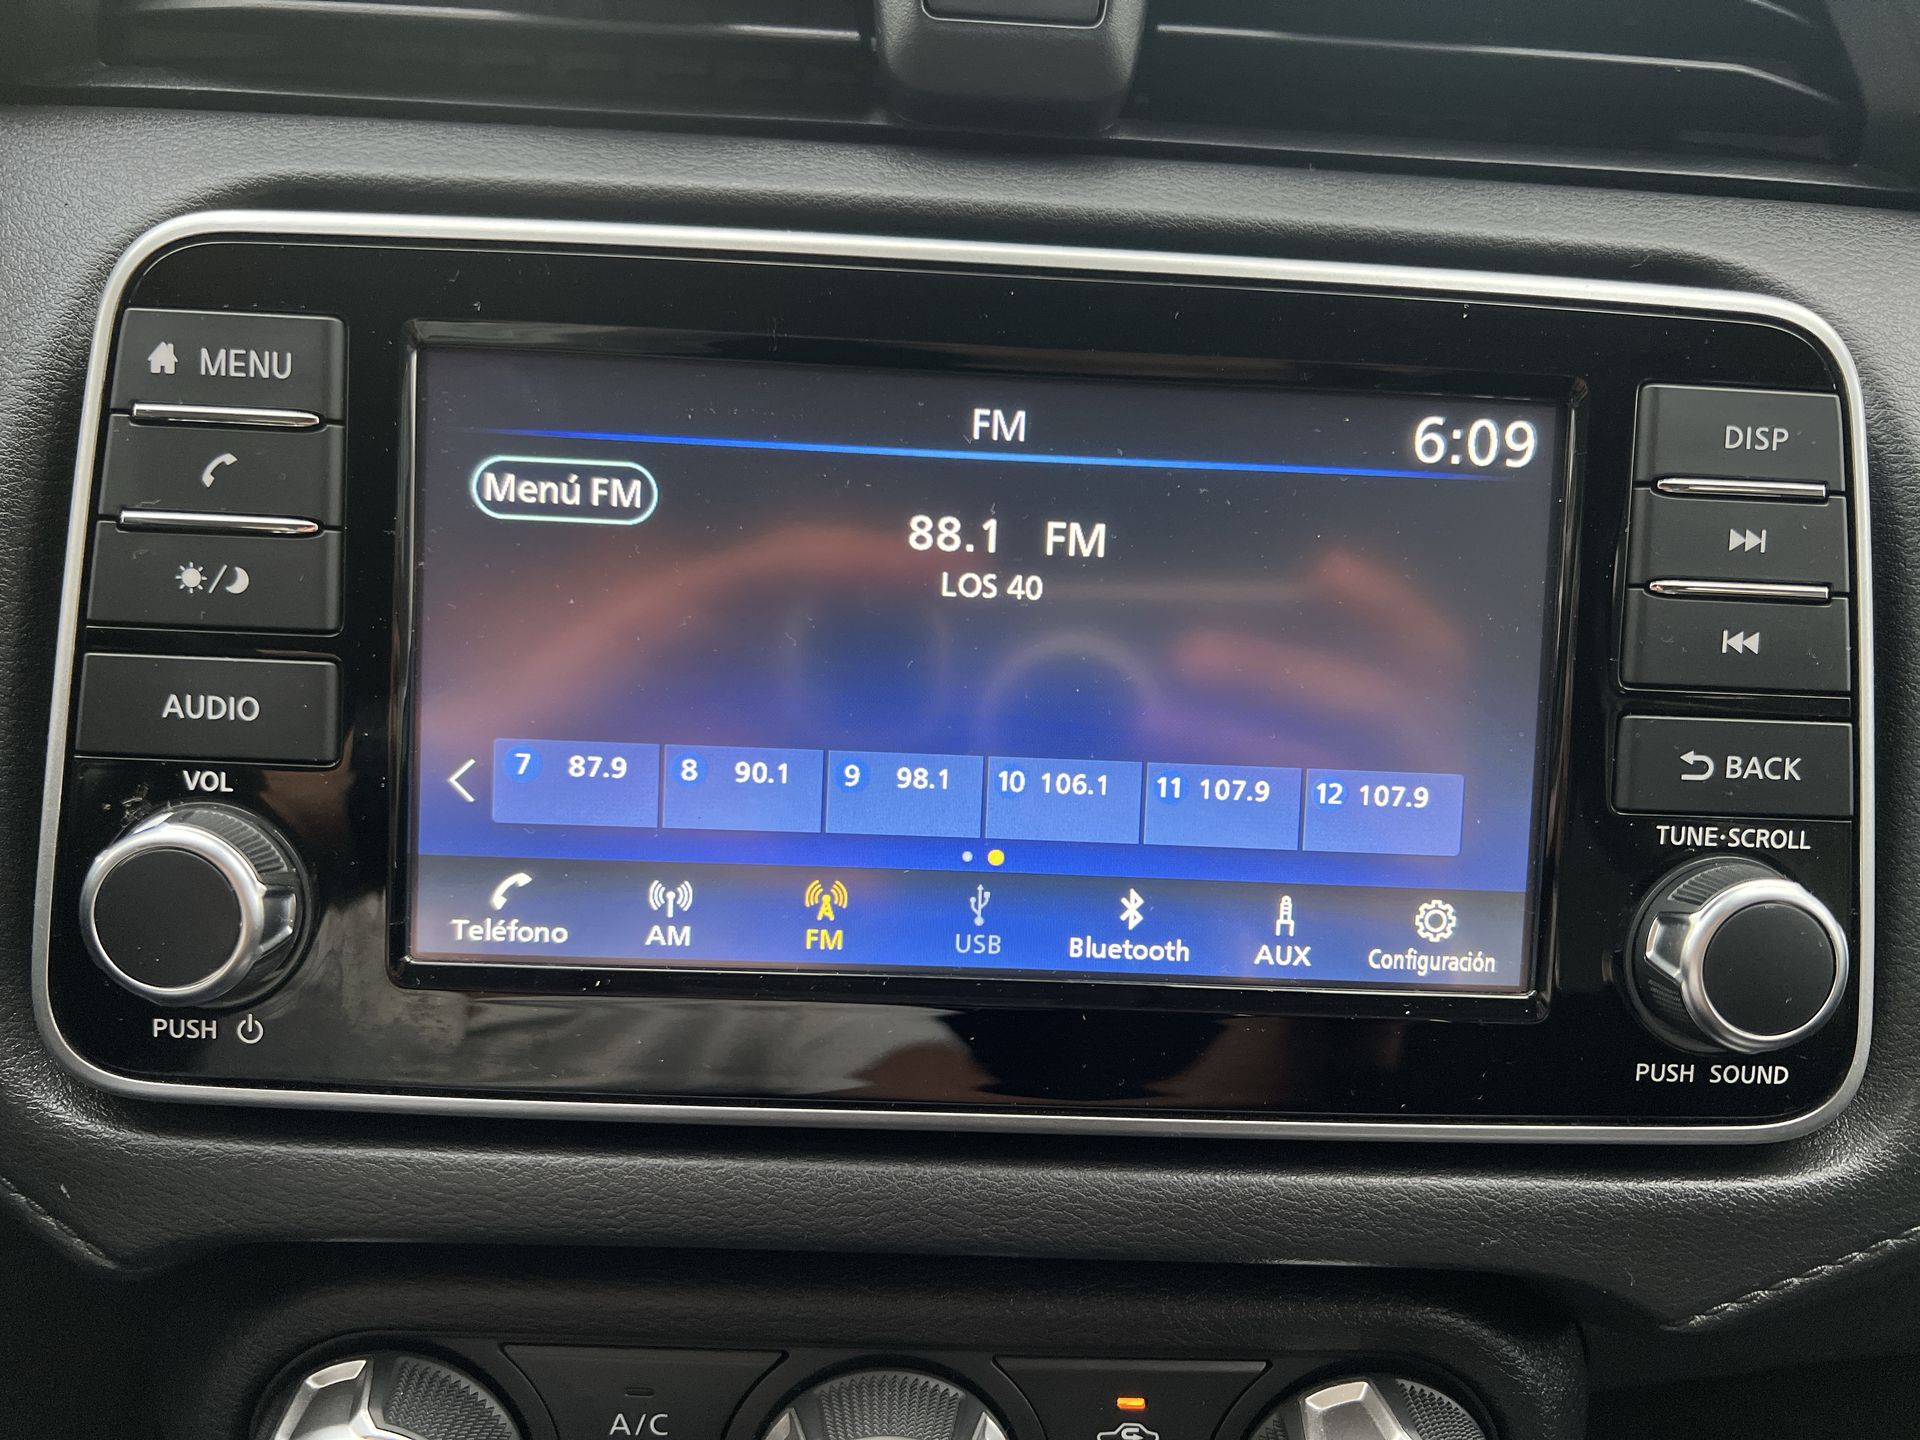 MENU
AUDIO
VOL
PUSH
FM
6:09
Menú FM
88.1 FM
LOS 40
7 87.9
8 90.1
9 98.1
10 106.1
11 107.9
12 107.9
Teléfono
AM
FM
USB
Bluetooth
AUX
Configuración
DISP
BACK
TUNE·SCROLL
PUSH SOUND
A/C